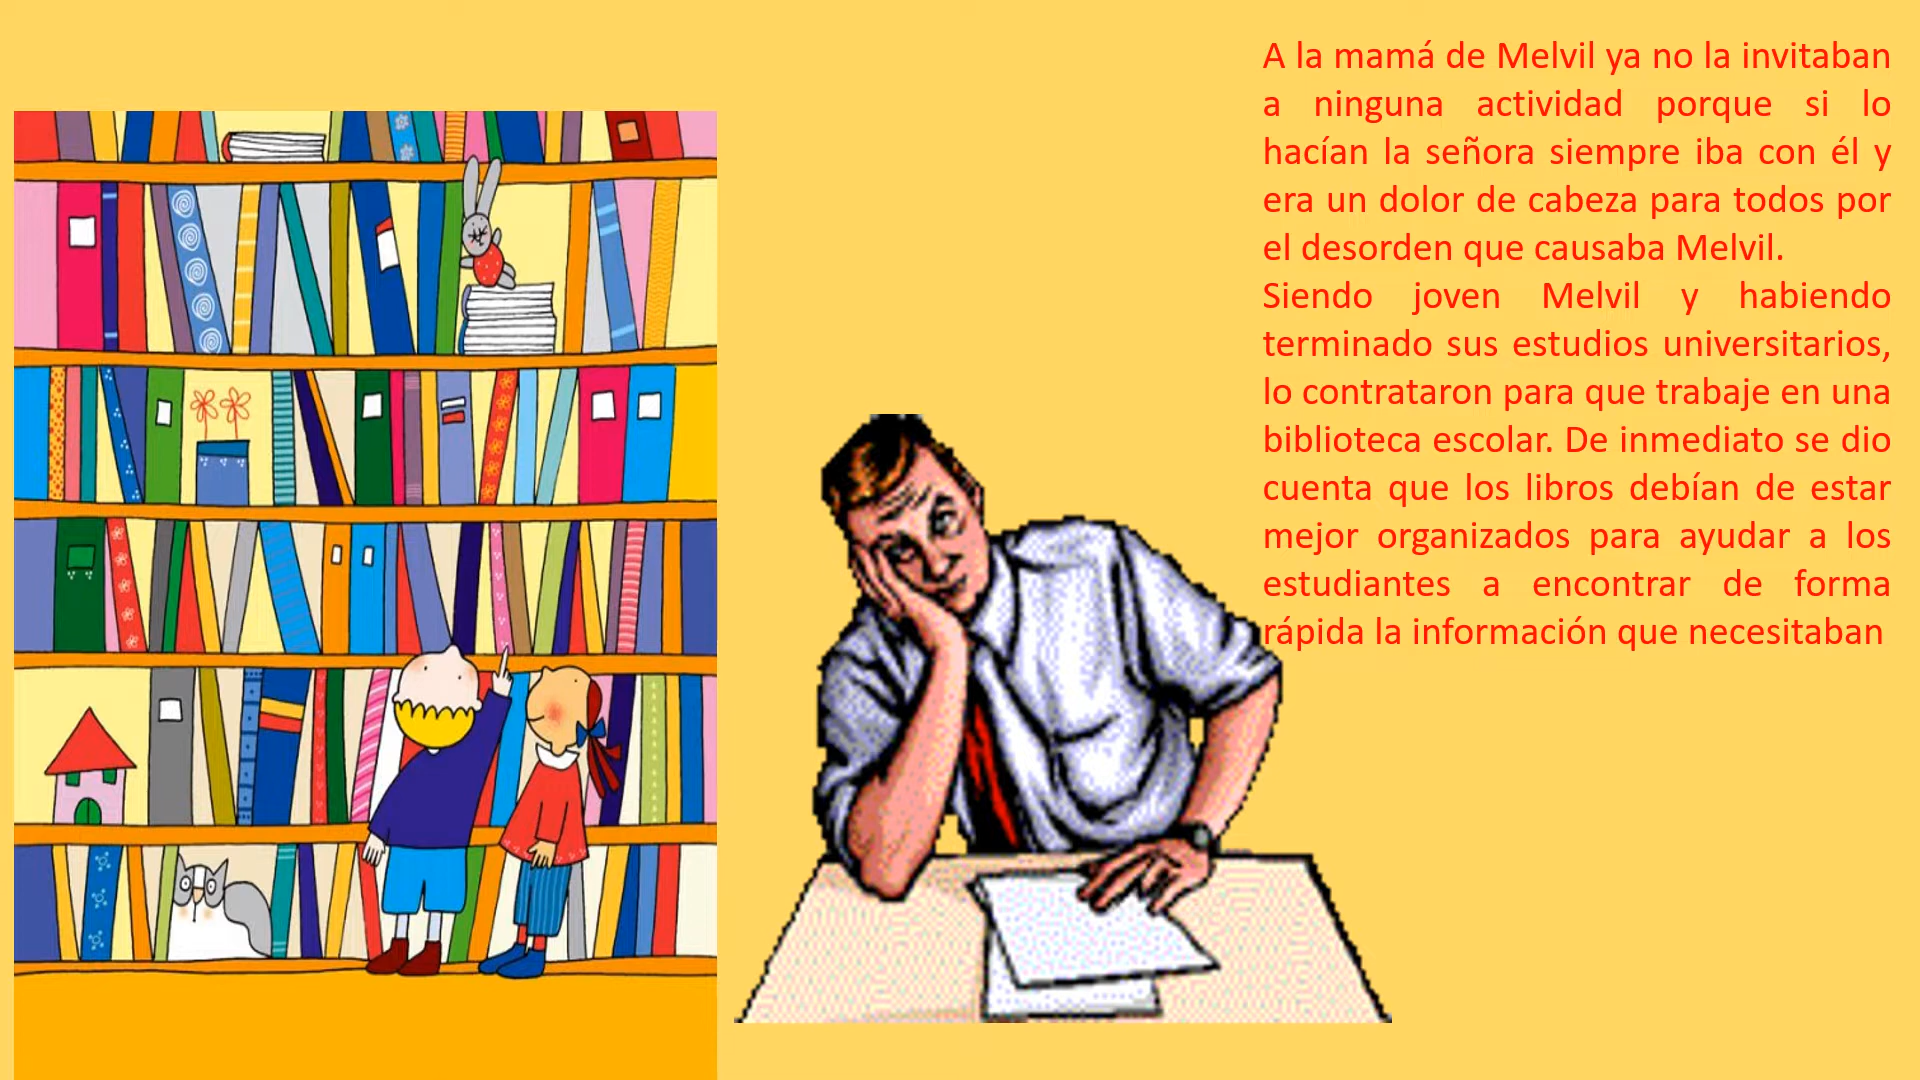 A la mamá de Melvil ya no la invitaban
a ninguna actividad porque si lo
hacían la señora siempre iba con él y
era un dolor de cabeza para todos por
el desorden que causaba Melvil.
Siendo joven Melvil y habiendo
terminado sus estudios universitarios,
lo contrataron para que trabaje en una
biblioteca escolar. De inmediato se dio
cuenta que los libros debían de estar
mejor organizados para ayudar a los
estudiantes a encontrar de forma
rápida la información que necesitaban